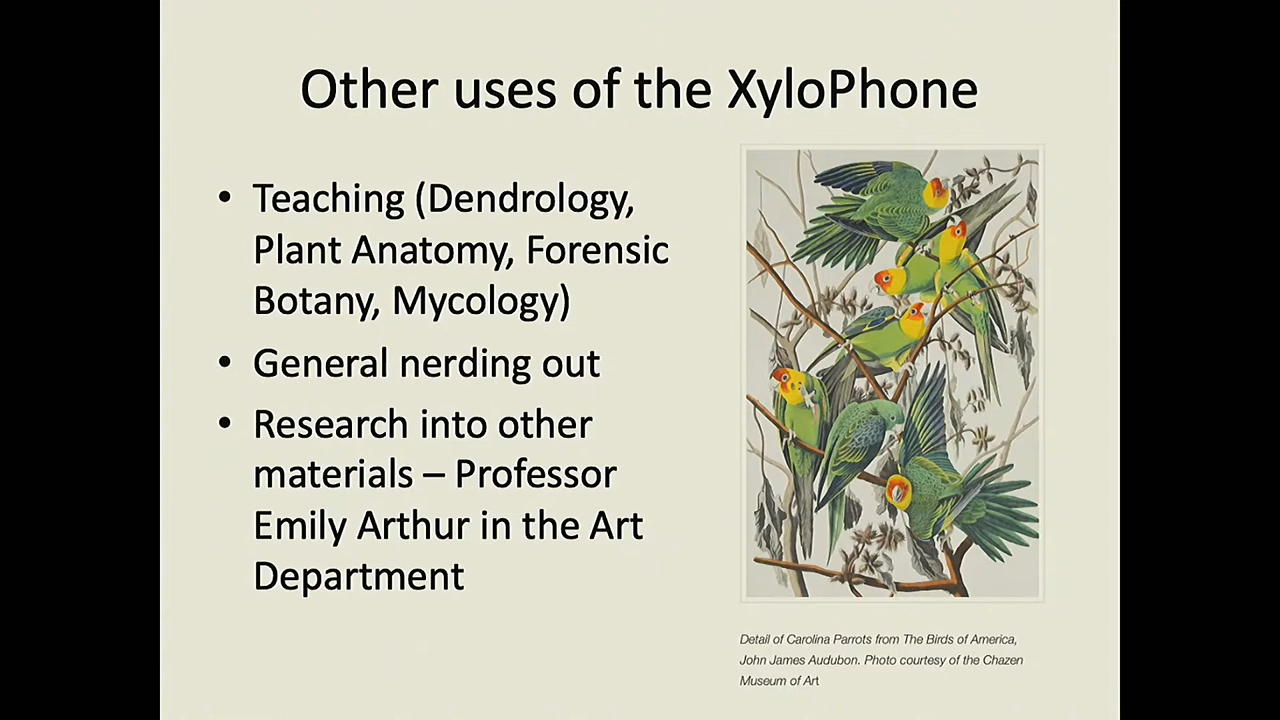 Other uses of the XyloPhone
• Teaching (Dendrology,
Plant Anatomy, Forensic
Botany, Mycology)
• General nerding out
• Research into other
materials – Professor
Emily Arthur in the Art
Department
Detail of Carolina Parrots from The Birds of America,
John James Audubon. Photo courtesy of the Chazen
Museum of Art